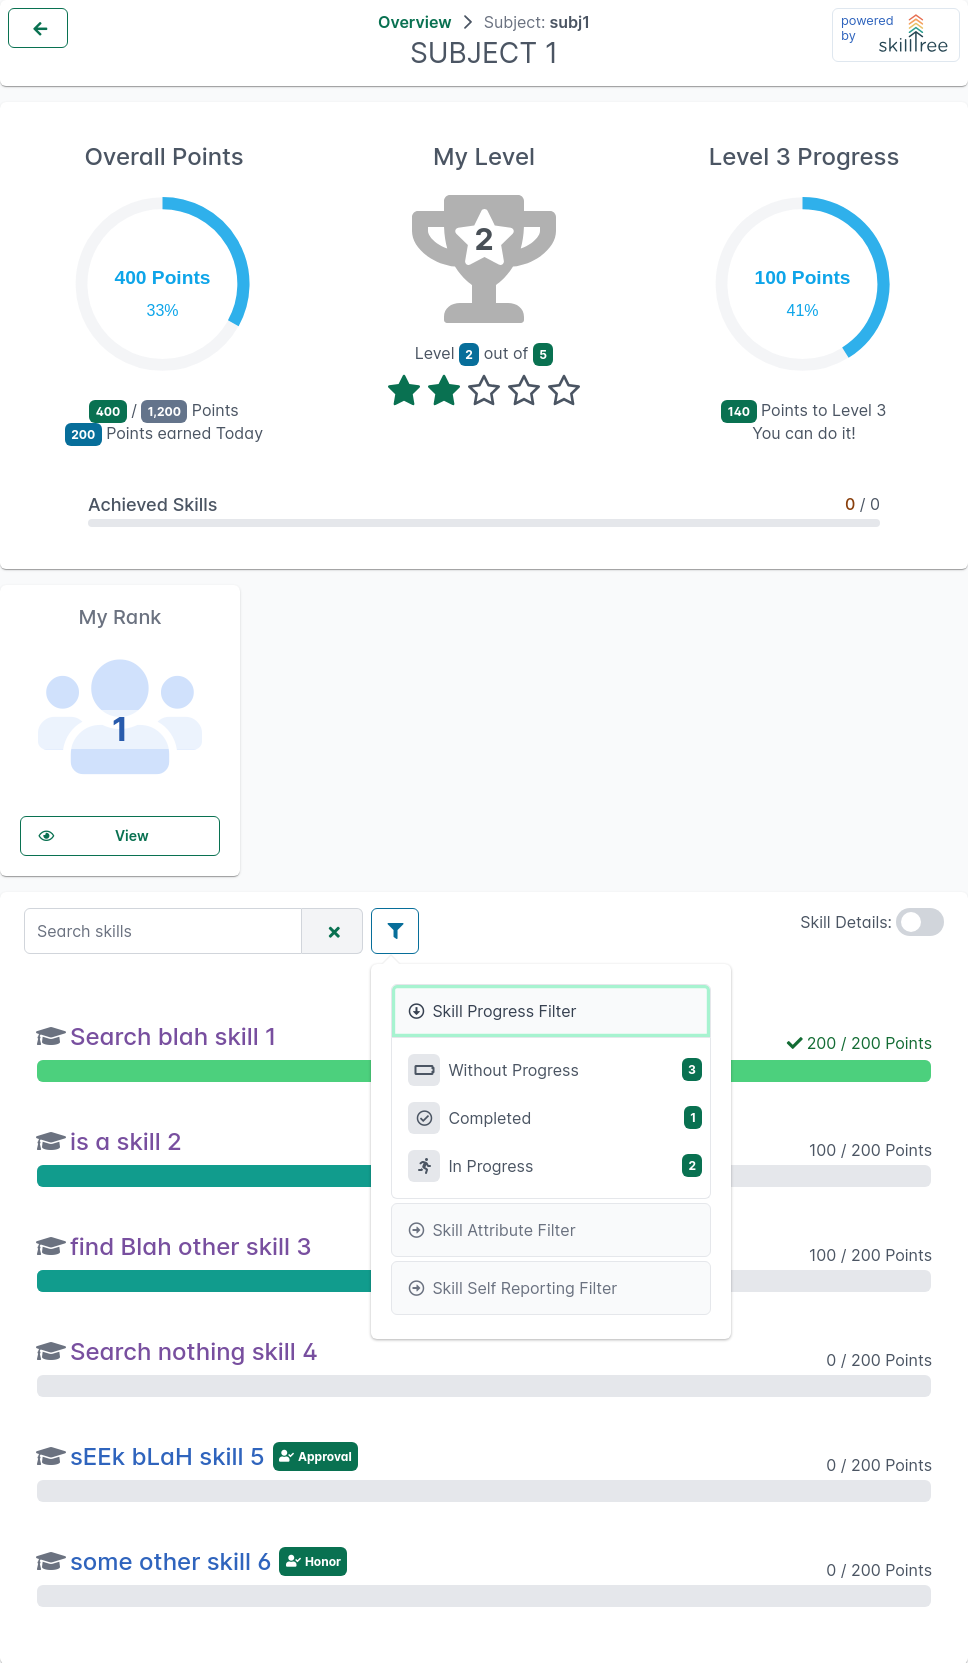 Overview > Subject: subj1
SUBJECT 1
powered by skilltree
Overall Points
400 Points
33%
400 / 1,200 Points
200 Points earned Today
My Level
2
Level 2 out of 5
Level 3 Progress
100 Points
41%
140 Points to Level 3
You can do it!
Achieved Skills 0 / 0
My Rank
1
View
Search skills
Skill Details:
Skill Progress Filter
Without Progress 3
Completed 1
In Progress 2
Skill Attribute Filter
Skill Self Reporting Filter
Search blah skill 1 200 / 200 Points
is a skill 2 100 / 200 Points
find Blah other skill 3 100 / 200 Points
Search nothing skill 4 0 / 200 Points
sEEk bLaH skill 5 Approval 0 / 200 Points
some other skill 6 Honor 0 / 200 Points